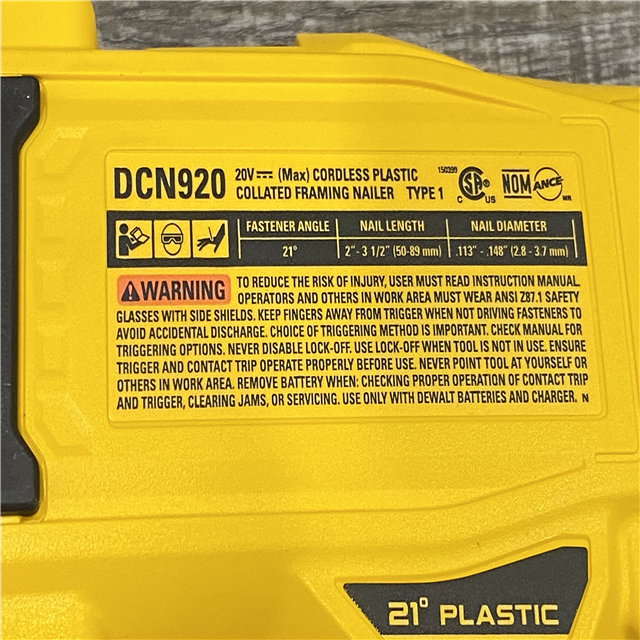 DCN920 20V⎓ (Max) CORDLESS PLASTIC
COLLATED FRAMING NAILER TYPE 1
150399
SA® C US
NOM ANCE MR
FASTENER ANGLE NAIL LENGTH NAIL DIAMETER
21° 2" - 3 1/2" (50-89 mm) .113" - .148" (2.8 - 3.7 mm)
WARNING TO REDUCE THE RISK OF INJURY, USER MUST READ INSTRUCTION MANUAL.
OPERATORS AND OTHERS IN WORK AREA MUST WEAR ANSI Z87.1 SAFETY
GLASSES WITH SIDE SHIELDS. KEEP FINGERS AWAY FROM TRIGGER WHEN NOT DRIVING FASTENERS TO
AVOID ACCIDENTAL DISCHARGE. CHOICE OF TRIGGERING METHOD IS IMPORTANT. CHECK MANUAL FOR
TRIGGERING OPTIONS. NEVER DISABLE LOCK-OFF. USE LOCK-OFF WHEN TOOL IS NOT IN USE. ENSURE
TRIGGER AND CONTACT TRIP OPERATE PROPERLY BEFORE USE. NEVER POINT TOOL AT YOURSELF OR
OTHERS IN WORK AREA. REMOVE BATTERY WHEN: CHECKING PROPER OPERATION OF CONTACT TRIP
AND TRIGGER, CLEARING JAMS, OR SERVICING. USE ONLY WITH DEWALT BATTERIES AND CHARGER. N
21° PLASTIC